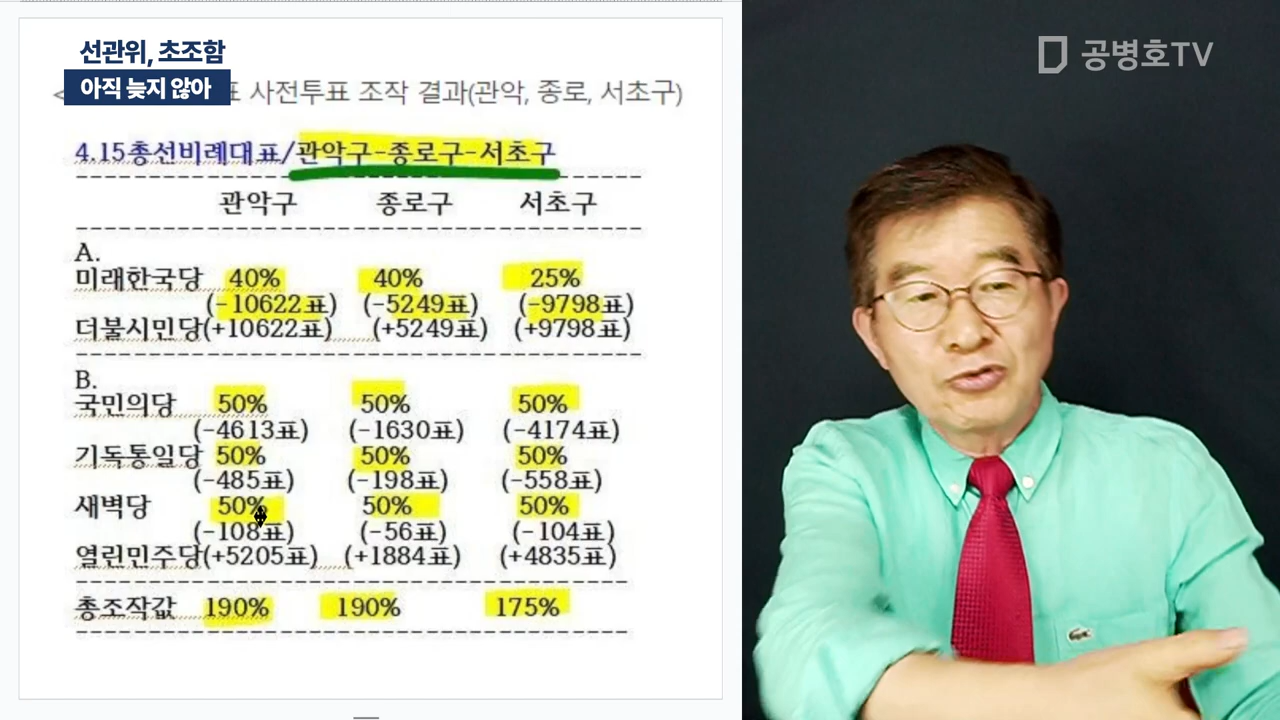 선관위, 초조함
아직 늦지 않아
표 사전투표 조작 결과(관악, 종로, 서초구)
공병호TV
4.15총선비례대표/관악구-종로구-서초구
관악구 종로구 서초구
A.
미래한국당 40% 40% 25%
(-10622표) (-5249표) (-9798표)
더불시민당(+10622표) (+5249표) (+9798표)
B.
국민의당 50% 50% 50%
(-4613표) (-1630표) (-4174표)
기독통일당 50% 50% 50%
(-485표) (-198표) (-558표)
새벽당 50% 50% 50%
(-108표) (-56표) (-104표)
열린민주당(+5205표) (+1884표) (+4835표)
총조작값 190% 190% 175%